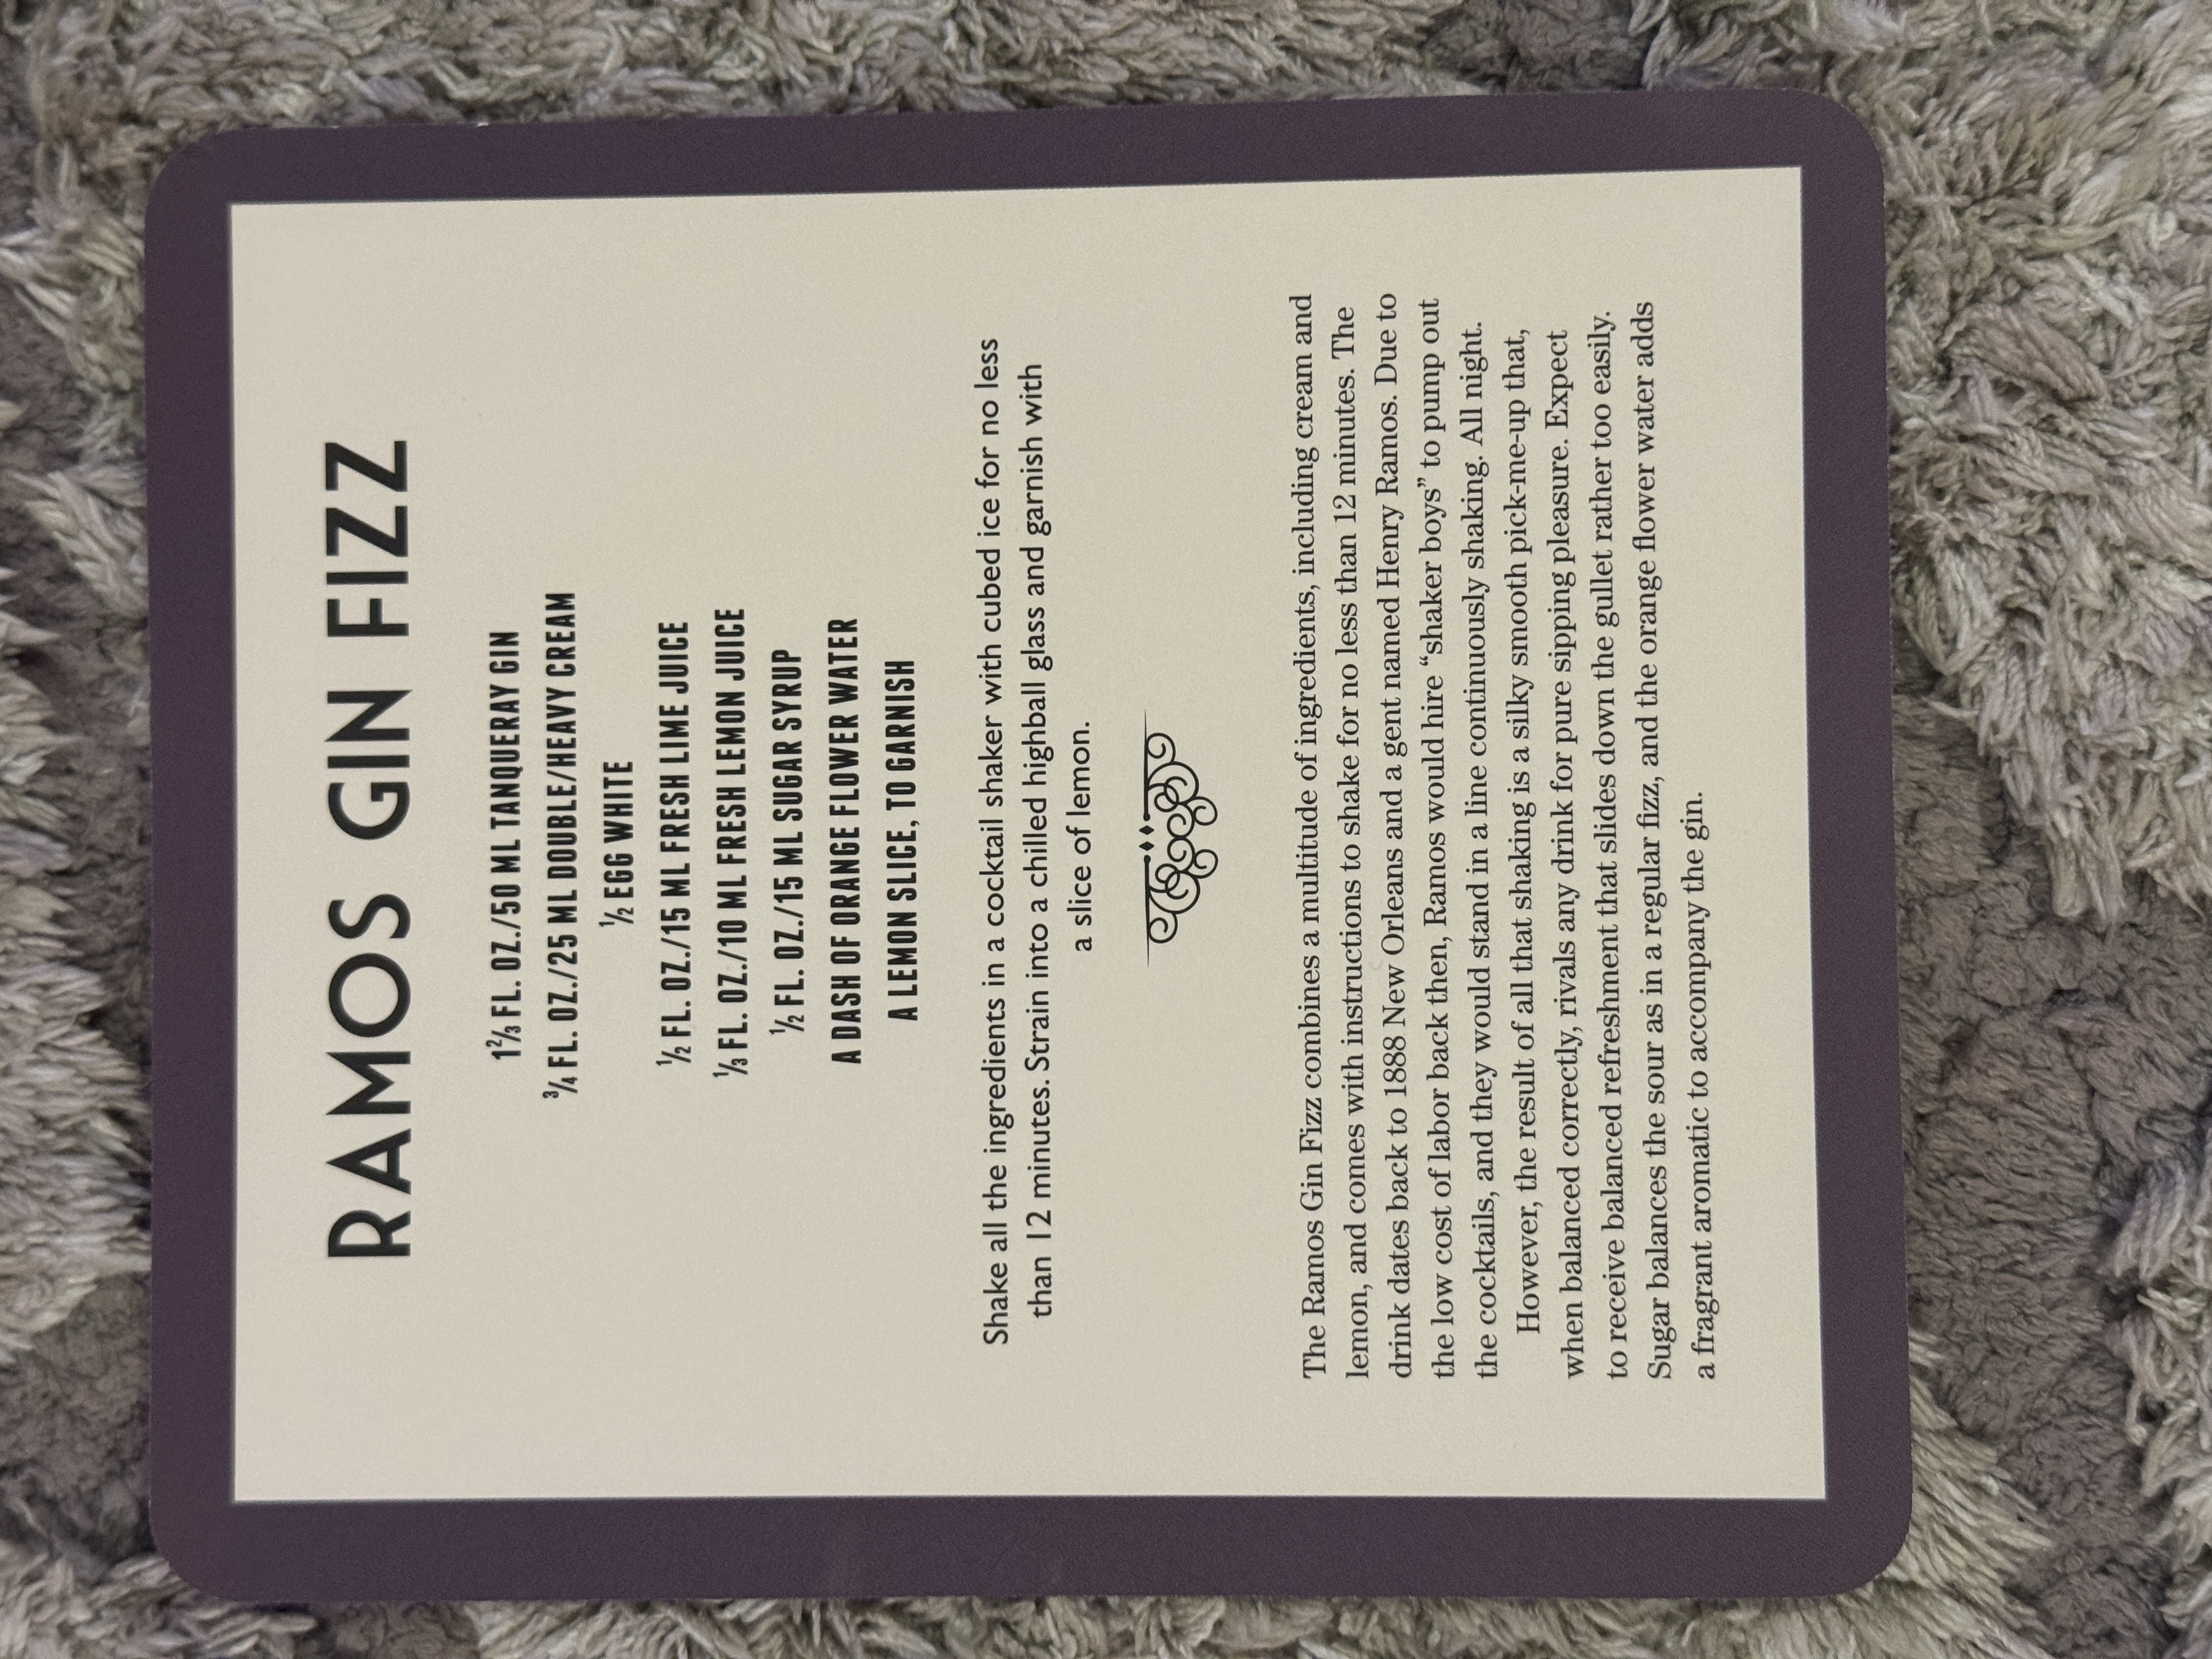 RAMOS GIN FIZZ
1⅔ FL. OZ./50 ML TANQUERAY GIN
¾ FL. OZ./25 ML DOUBLE/HEAVY CREAM
½ EGG WHITE
½ FL. OZ./15 ML FRESH LIME JUICE
⅓ FL. OZ./10 ML FRESH LEMON JUICE
½ FL. OZ./15 ML SUGAR SYRUP
A DASH OF ORANGE FLOWER WATER
A LEMON SLICE, TO GARNISH
Shake all the ingredients in a cocktail shaker with cubed ice for no less
than 12 minutes. Strain into a chilled highball glass and garnish with
a slice of lemon.
The Ramos Gin Fizz combines a multitude of ingredients, including cream and
lemon, and comes with instructions to shake for no less than 12 minutes. The
drink dates back to 1888 New Orleans and a gent named Henry Ramos. Due to
the low cost of labor back then, Ramos would hire “shaker boys” to pump out
the cocktails, and they would stand in a line continuously shaking. All night.
However, the result of all that shaking is a silky smooth pick-me-up that,
when balanced correctly, rivals any drink for pure sipping pleasure. Expect
to receive balanced refreshment that slides down the gullet rather too easily.
Sugar balances the sour as in a regular fizz, and the orange flower water adds
a fragrant aromatic to accompany the gin.